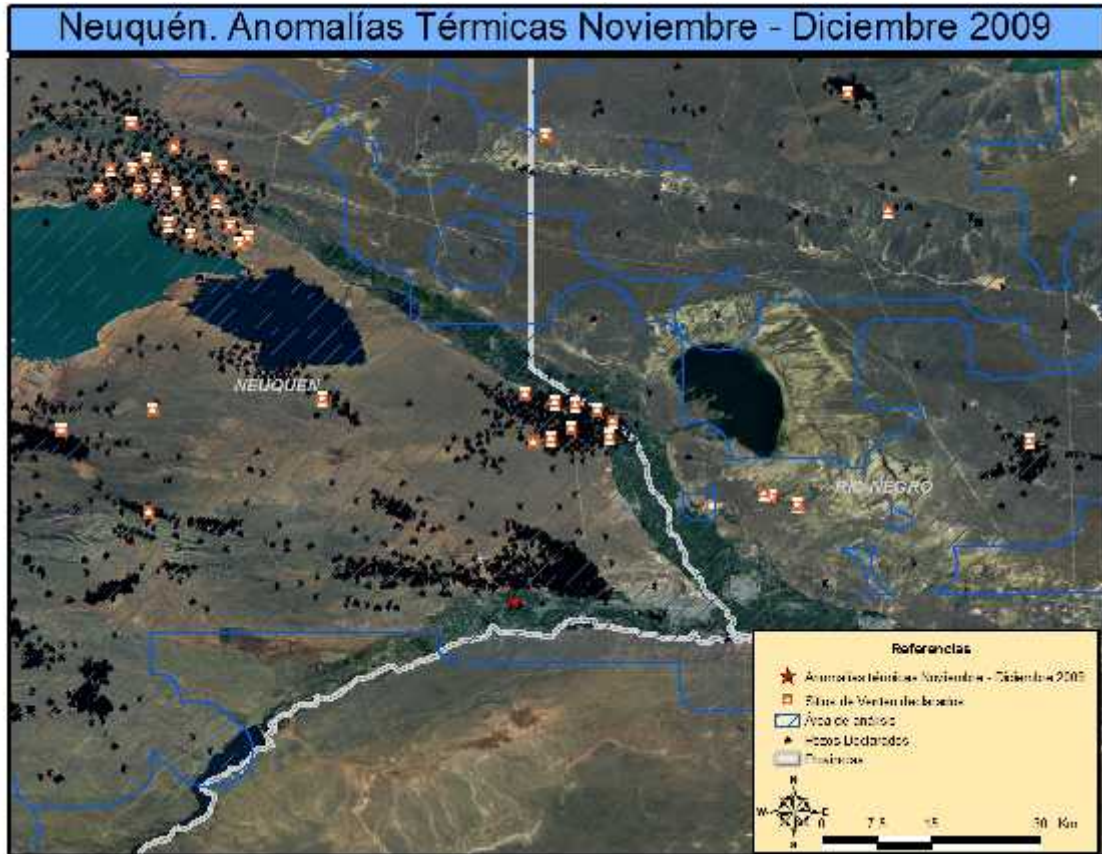 Neuquén. Anomalías Térmicas Noviembre - Diciembre 2009
NEUQUEN
RIO NEGRO
Referencias
Anomalías térmicas Noviembre - Diciembre 2009
Sitios de Venteo declarados
Área de análisis
Pozos Declarados
Provincias
N
W
E
S
0 7.5 15 30 Km